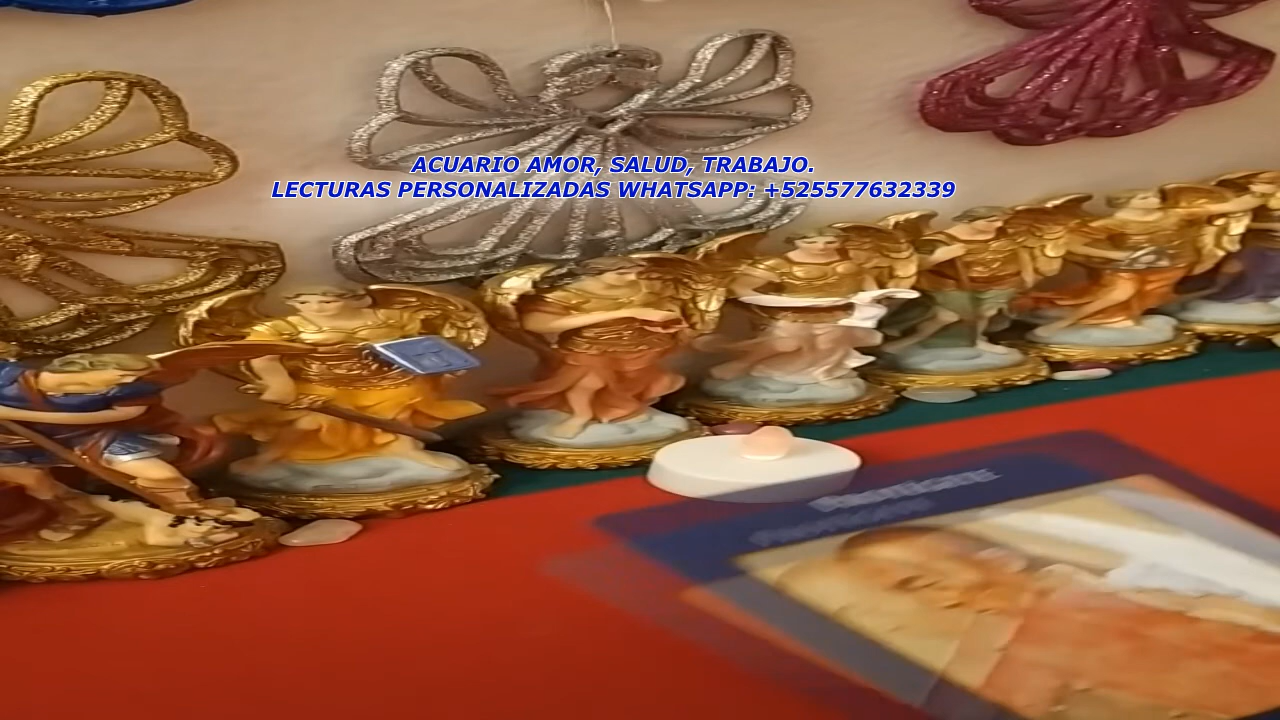 ACUARIO AMOR, SALUD, TRABAJO.
LECTURAS PERSONALIZADAS WHATSAPP: +525577632339